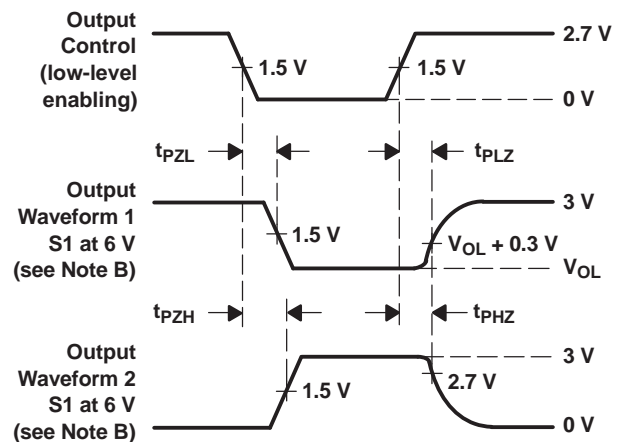 Output
Control
(low-level
enabling)
2.7 V
1.5 V
1.5 V
0 V
tPZL
tPLZ
Output
Waveform 1
S1 at 6 V
(see Note B)
3 V
1.5 V
VOL + 0.3 V
VOL
tPZH
tPHZ
Output
Waveform 2
S1 at 6 V
(see Note B)
3 V
1.5 V
2.7 V
0 V